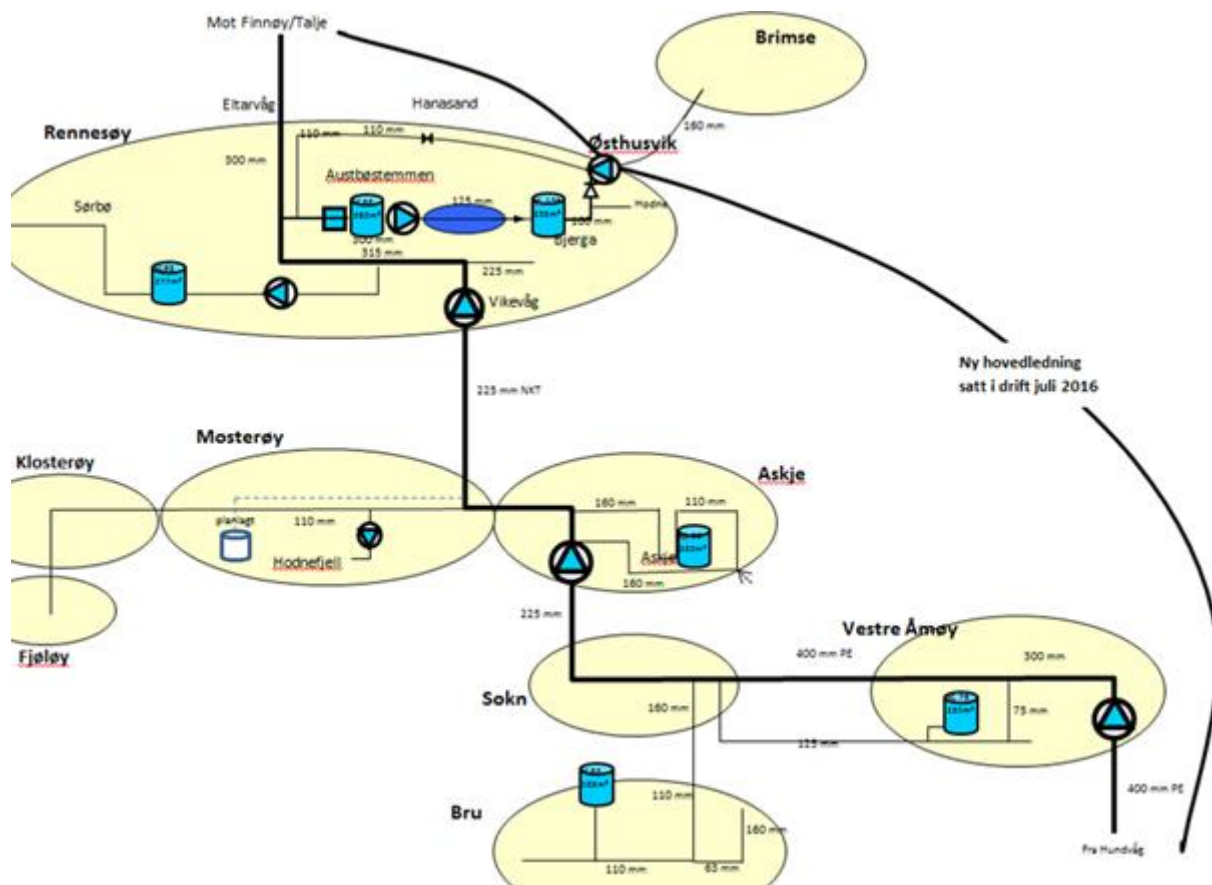 Mot Finnøy/Talje
Brimse
Eltarvåg
Hanasand
160 mm
Rennesøy
110 mm
110 mm
Østhusvik
300 mm
Austbøstemmen
Sørbø
125 mm
Hodne
300 mm
Bjerga
315 mm
225 mm
Vikevåg
Ny hovedledning
satt i drift juli 2016
225 mm NKT
Mosterøy
Klosterøy
Askje
160 mm
110 mm
planlagt
110 mm
Hodnefjell
Askje
160 mm
225 mm
Vestre Åmøy
Fjøløy
400 mm PE
300 mm
Sokn
160 mm
75 mm
125 mm
110 mm
400 mm PE
Bru
160 mm
Fra Hundvåg
110 mm
63 mm